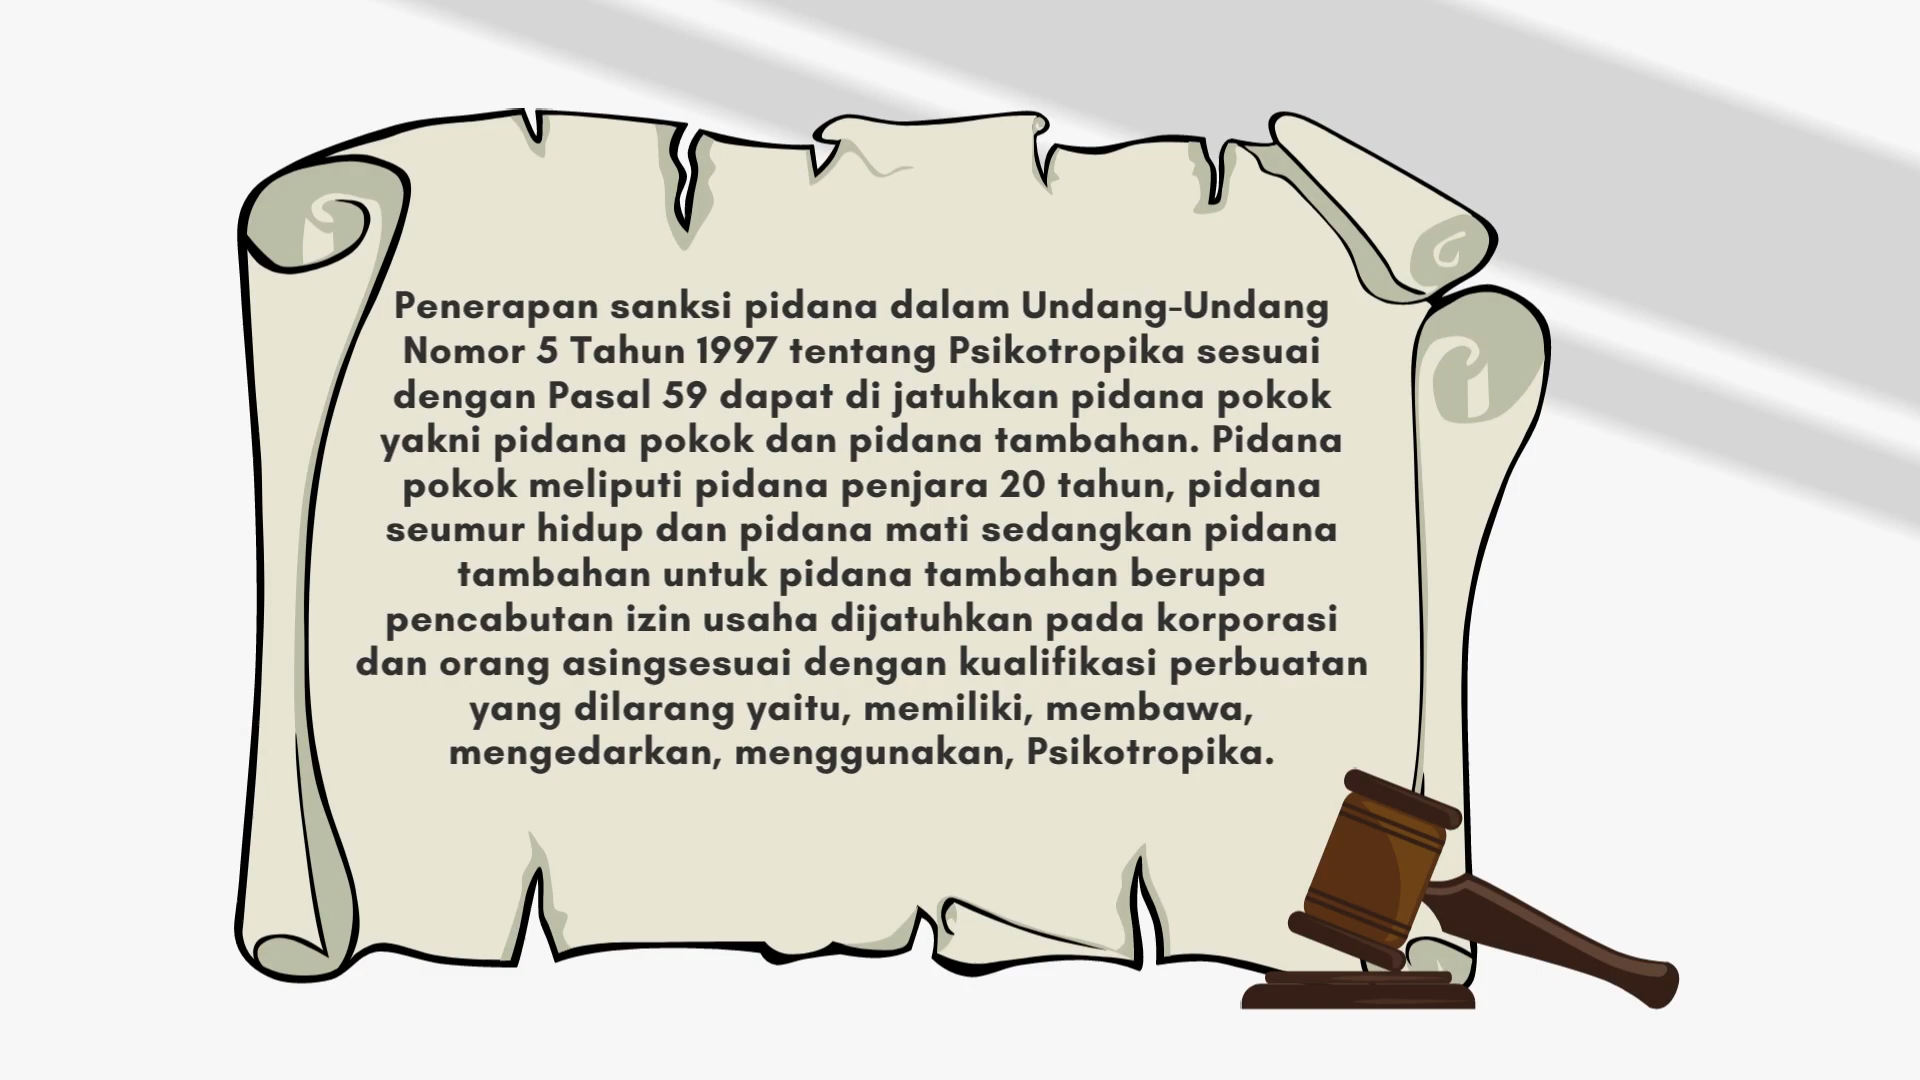 Penerapan sanksi pidana dalam Undang-Undang
Nomor 5 Tahun 1997 tentang Psikotropika sesuai
dengan Pasal 59 dapat di jatuhkan pidana pokok
yakni pidana pokok dan pidana tambahan. Pidana
pokok meliputi pidana penjara 20 tahun, pidana
seumur hidup dan pidana mati sedangkan pidana
tambahan untuk pidana tambahan berupa
pencabutan izin usaha dijatuhkan pada korporasi
dan orang asingsesuai dengan kualifikasi perbuatan
yang dilarang yaitu, memiliki, membawa,
mengedarkan, menggunakan, Psikotropika.